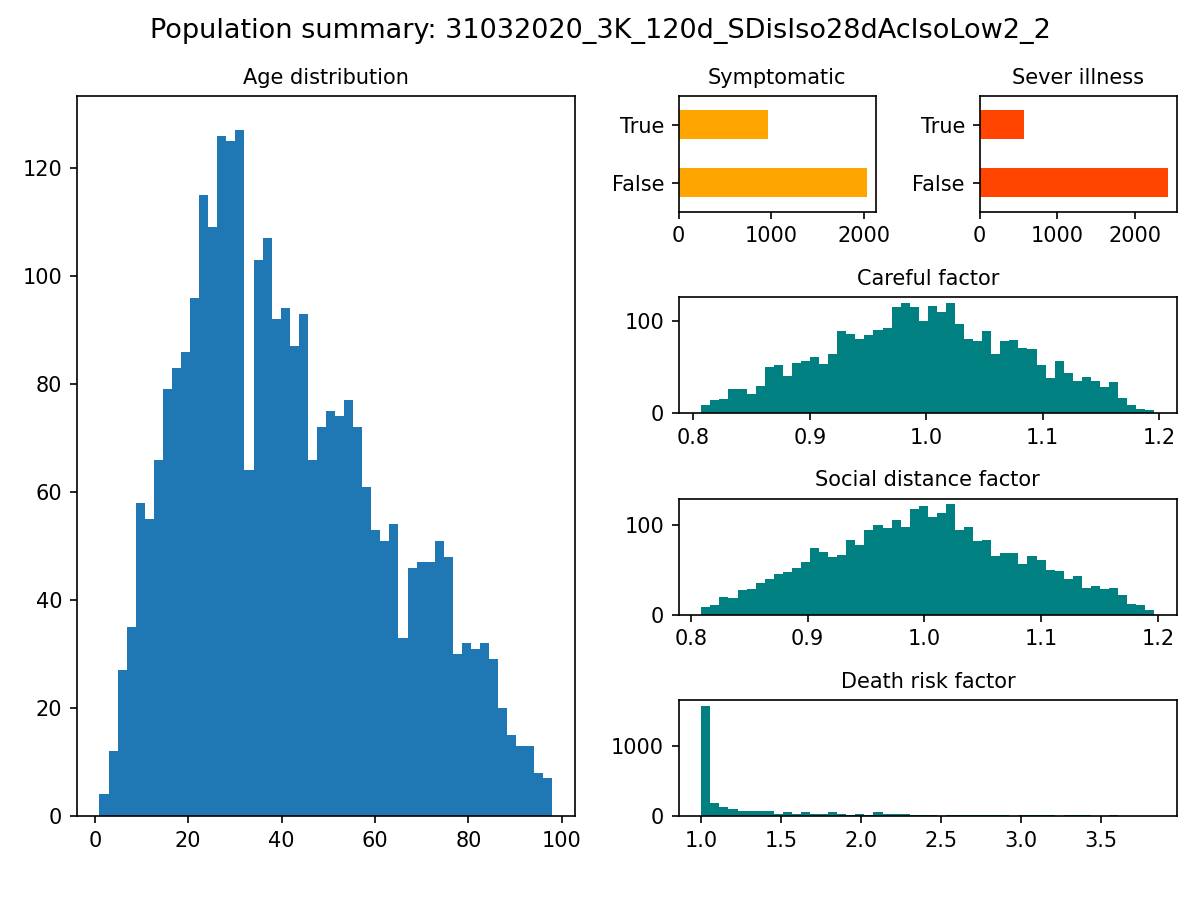 Population summary: 31032020_3K_120d_SDisIso28dAcIsoLow2_2
Age distribution
120
100
80
60
40
20
0
0 20 40 60 80 100
Symptomatic
True
False
0 1000 2000
Sever illness
True
False
0 1000 2000
Careful factor
100
0
0.8 0.9 1.0 1.1 1.2
Social distance factor
100
0
0.8 0.9 1.0 1.1 1.2
Death risk factor
1000
0
1.0 1.5 2.0 2.5 3.0 3.5